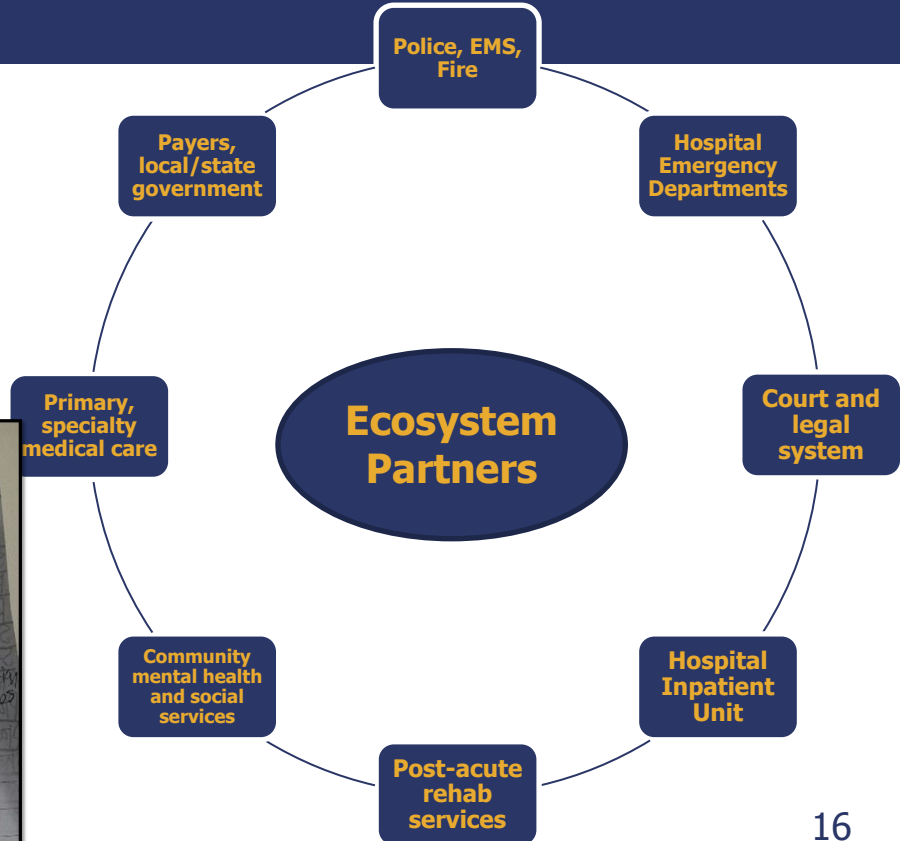 Police, EMS,
Fire
Hospital
Emergency
Departments
Court and
legal
system
Hospital
Inpatient
Unit
Post-acute
rehab
services
Community
mental health
and social
services
Primary,
specialty
medical care
Payers,
local/state
government
Ecosystem
Partners
16